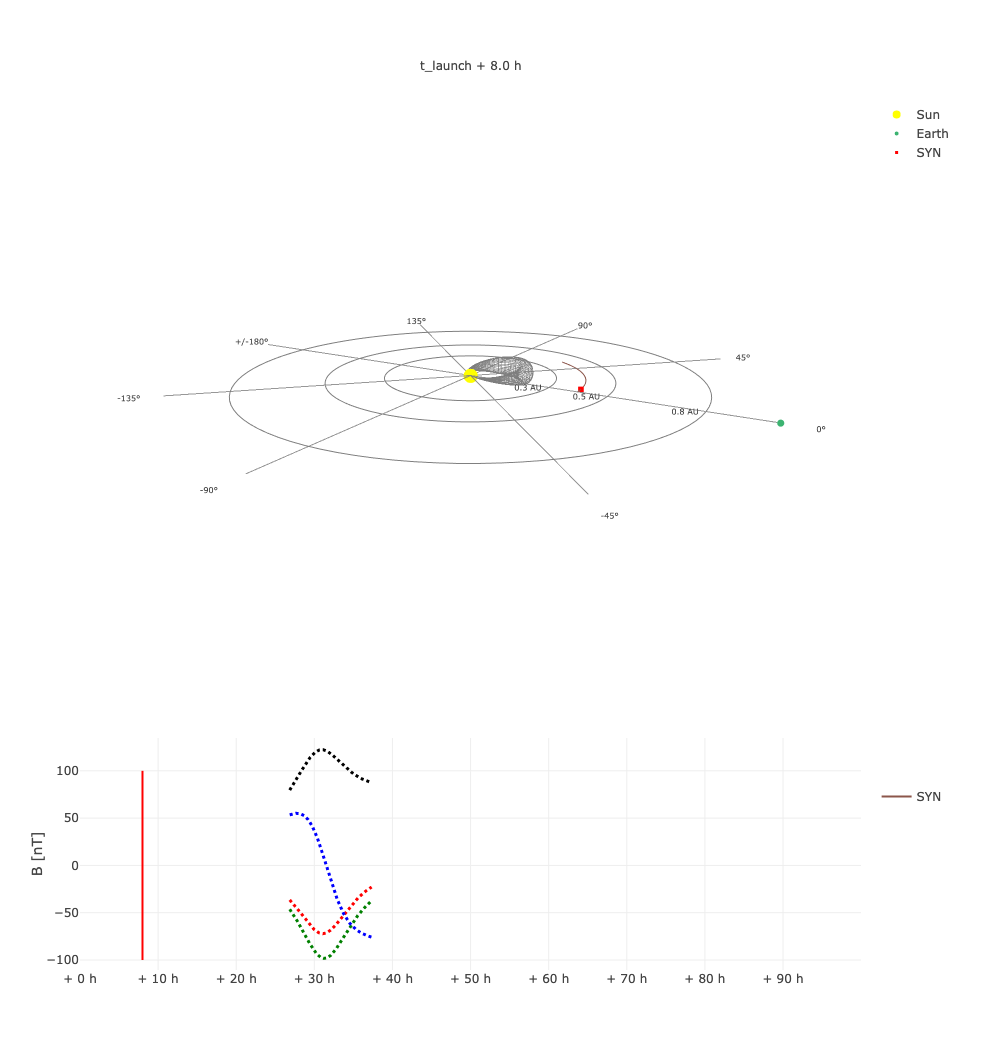 t_launch + 8.0 h
Sun
Earth
SYN
135°
90°
+/-180°
45°
0.3 AU
-135°
0.5 AU
0.8 AU
0°
-90°
-45°
100
50
0
−50
−100
B [nT]
SYN
+ 0 h
+ 10 h
+ 20 h
+ 30 h
+ 40 h
+ 50 h
+ 60 h
+ 70 h
+ 80 h
+ 90 h